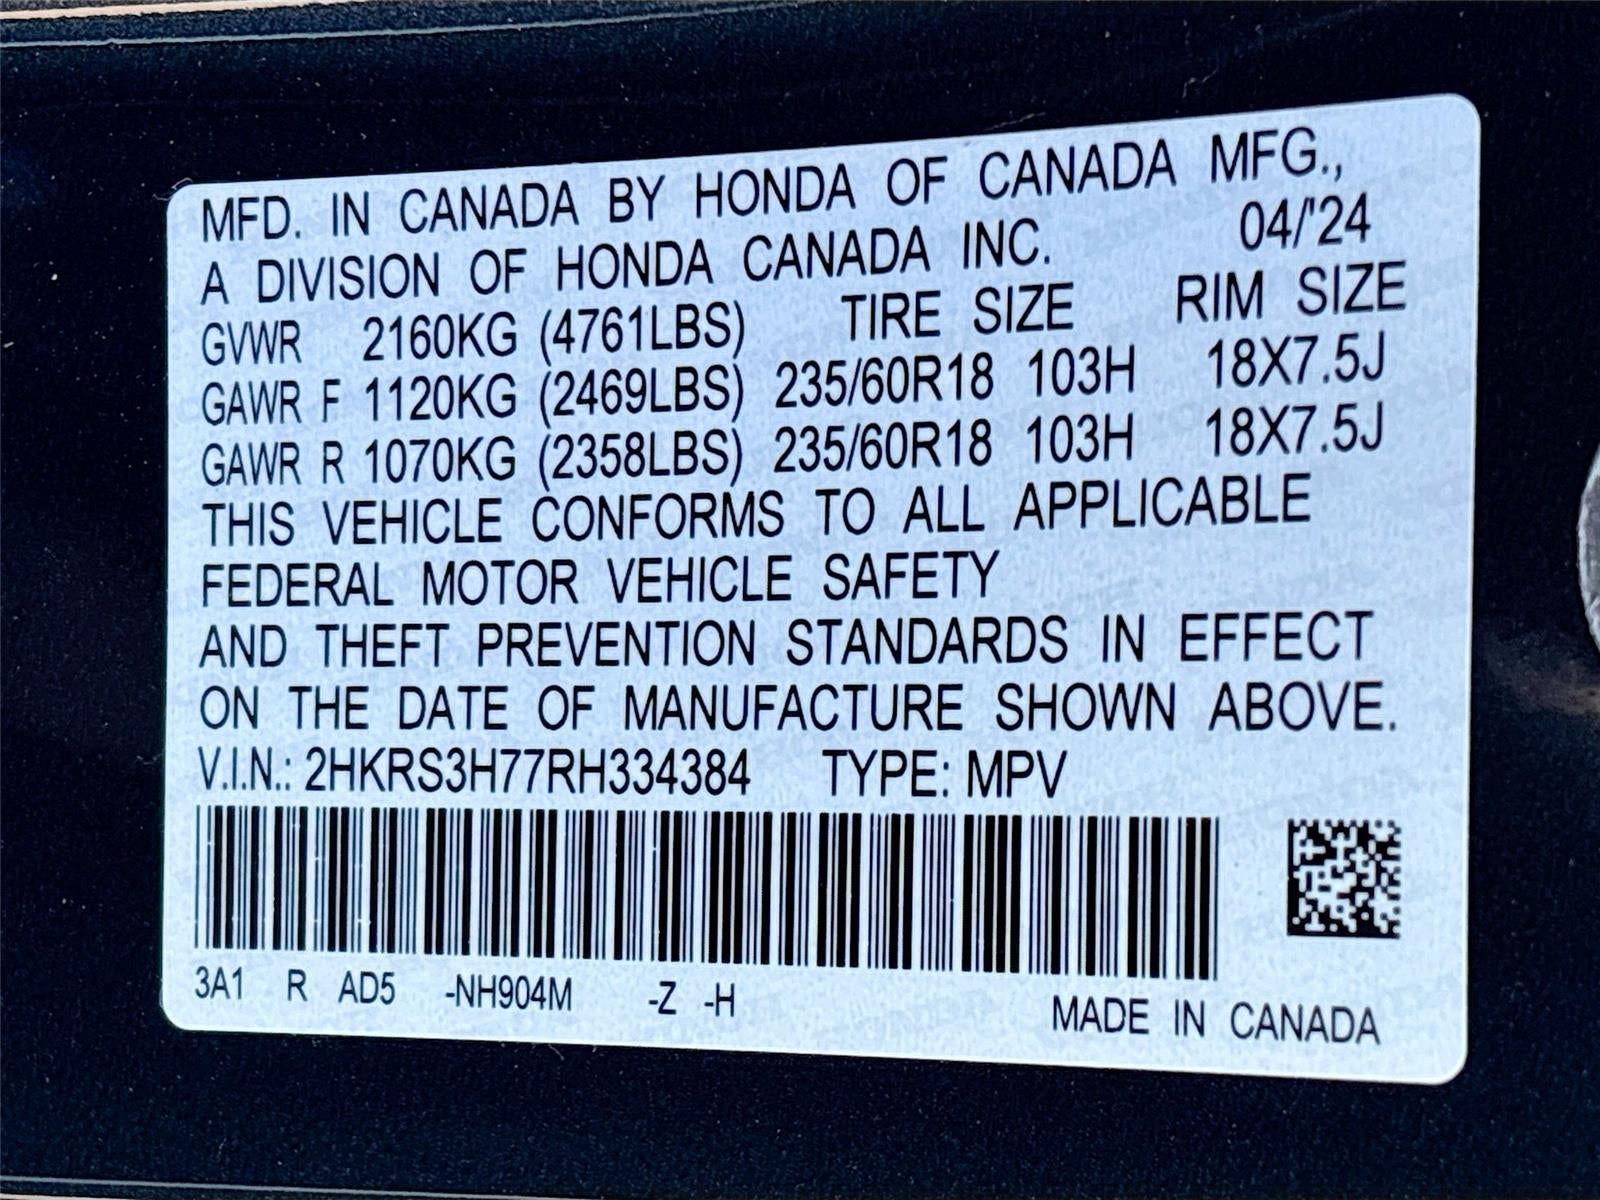 MFD. IN CANADA BY HONDA OF CANADA MFG.,
A DIVISION OF HONDA CANADA INC. 04/'24
GVWR 2160KG (4761LBS) TIRE SIZE RIM SIZE
GAWR F 1120KG (2469LBS) 235/60R18 103H 18X7.5J
GAWR R 1070KG (2358LBS) 235/60R18 103H 18X7.5J
THIS VEHICLE CONFORMS TO ALL APPLICABLE
FEDERAL MOTOR VEHICLE SAFETY
AND THEFT PREVENTION STANDARDS IN EFFECT
ON THE DATE OF MANUFACTURE SHOWN ABOVE.
V.I.N.: 2HKRS3H77RH334384 TYPE: MPV
3A1 R AD5 -NH904M -Z -H MADE IN CANADA